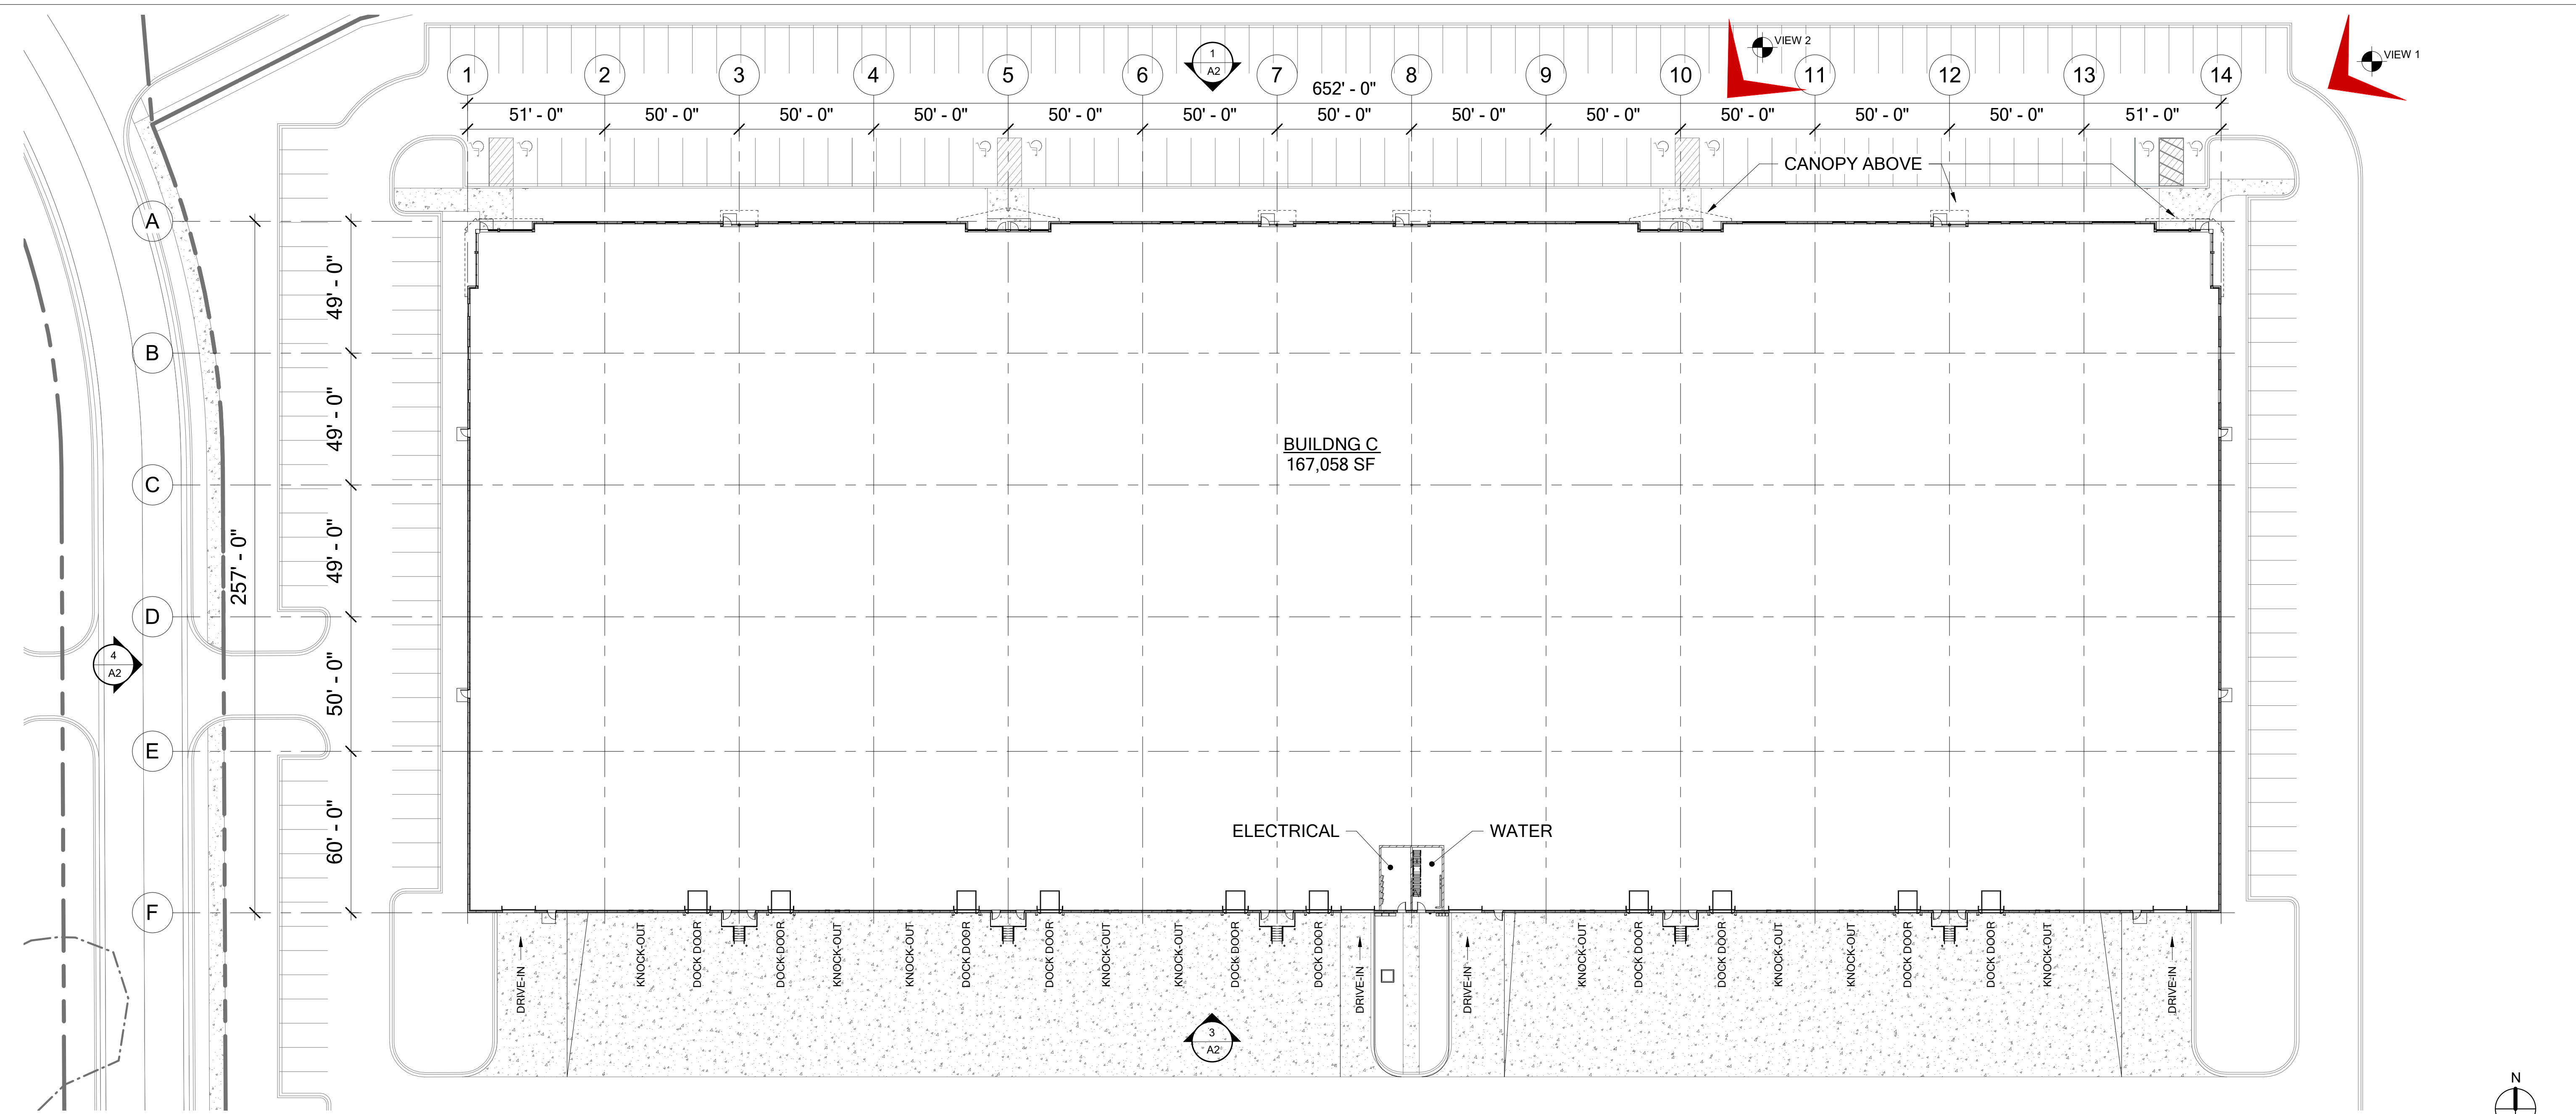 VIEW 2
VIEW 1
1
A2
1
2
3
4
5
6
7
8
9
10
11
12
13
14
652' - 0"
51' - 0"
50' - 0"
50' - 0"
50' - 0"
50' - 0"
50' - 0"
50' - 0"
50' - 0"
50' - 0"
50' - 0"
50' - 0"
50' - 0"
51' - 0"
CANOPY ABOVE
A
B
C
D
E
F
49' - 0"
49' - 0"
49' - 0"
50' - 0"
60' - 0"
257' - 0"
BUILDNG C
167,058 SF
4
A2
ELECTRICAL
WATER
DRIVE-IN
KNOCK-OUT
DOCK DOOR
DOCK DOOR
KNOCK-OUT
KNOCK-OUT
DOCK DOOR
DOCK DOOR
KNOCK-OUT
KNOCK-OUT
DOCK DOOR
DOCK DOOR
DRIVE-IN
DRIVE-IN
KNOCK-OUT
DOCK DOOR
DOCK DOOR
KNOCK-OUT
KNOCK-OUT
DOCK DOOR
DOCK DOOR
KNOCK-OUT
DRIVE-IN
3
A2
N